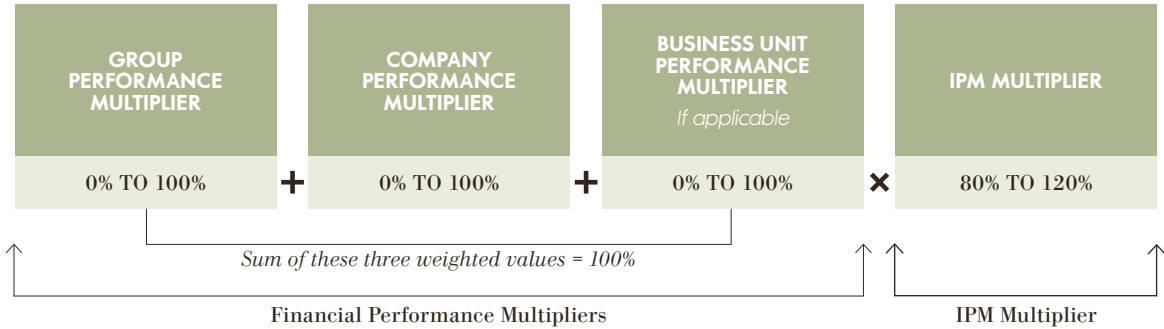 GROUP
PERFORMANCE
MULTIPLIER
COMPANY
PERFORMANCE
MULTIPLIER
BUSINESS UNIT
PERFORMANCE
MULTIPLIER
If applicable
IPM MULTIPLIER
0% TO 100%
+
0% TO 100%
+
0% TO 100%
×
80% TO 120%
Sum of these three weighted values = 100%
Financial Performance Multipliers
IPM Multiplier